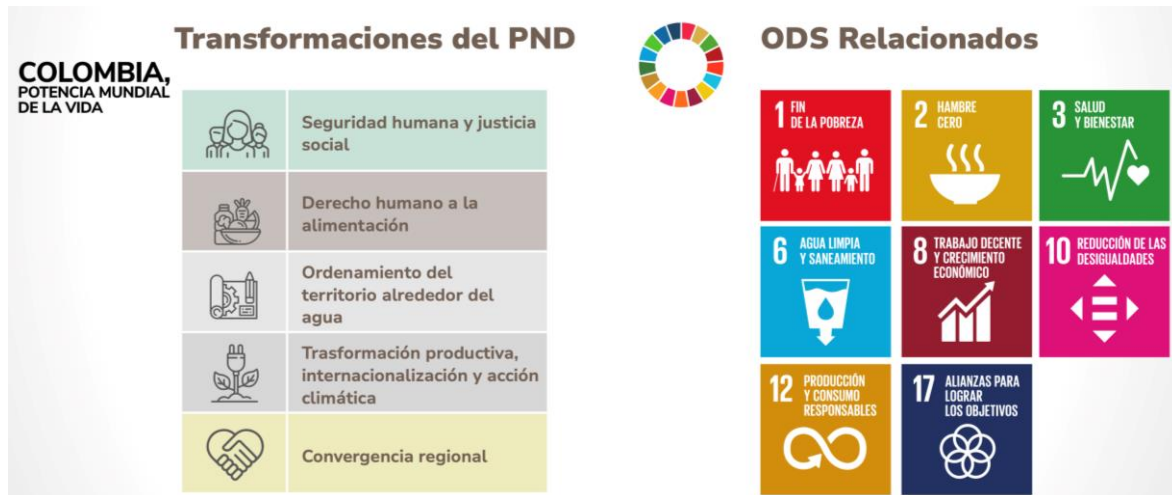 Transformaciones del PND
COLOMBIA,
POTENCIA MUNDIAL
DE LA VIDA
Seguridad humana y justicia
social
Derecho humano a la
alimentación
Ordenamiento del
territorio alrededor del
agua
Trasformación productiva,
internacionalización y acción
climática
Convergencia regional
ODS Relacionados
1 FIN
DE LA POBREZA
2 HAMBRE
CERO
3 SALUD
Y BIENESTAR
6 AGUA LIMPIA
Y SANEAMIENTO
8 TRABAJO DECENTE
Y CRECIMIENTO
ECONÓMICO
10 REDUCCIÓN DE LAS
DESIGUALDADES
12 PRODUCCIÓN
Y CONSUMO
RESPONSABLES
17 ALIANZAS PARA
LOGRAR
LOS OBJETIVOS